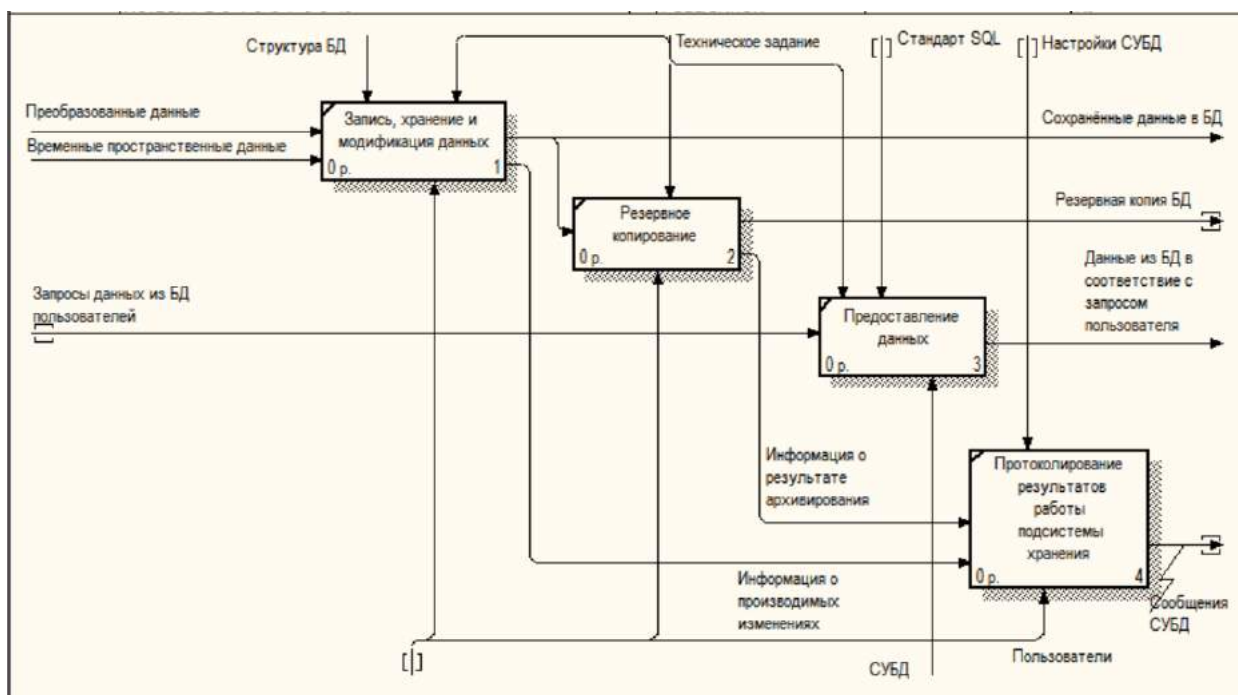 Структура БД
Техническое задание
Стандарт SQL
Настройки СУБД
Преобразованные данные
Временные пространственные данные
Запись, хранение и
модификация данных
0 р.
1
Сохранённые данные в БД
Резервное
копирование
0 р.
2
Резервная копия БД
Запросы данных из БД
пользователей
Предоставление
данных
0 р.
3
Данные из БД в
соответствие с
запросом
пользователя
Информация о
результате
архивирования
Протоколирование
результатов
работы
подсистемы
хранения
0 р.
4
Информация о
производимых
изменениях
Сообщения
СУБД
СУБД
Пользователи